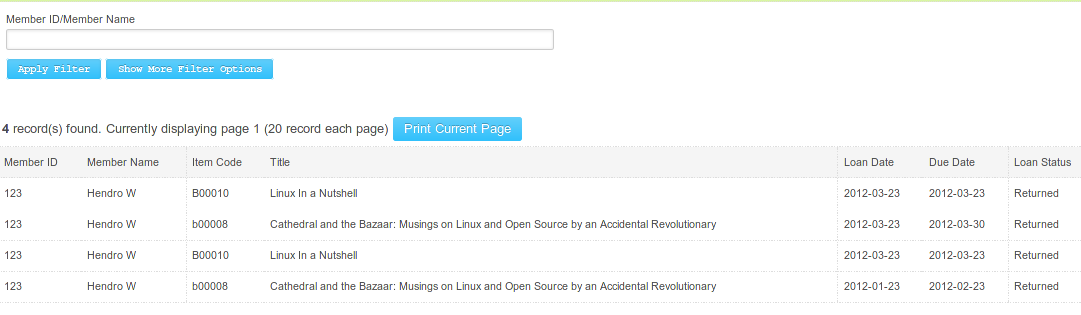 Member ID/Member Name
Apply Filter Show More Filter Options
4 record(s) found. Currently displaying page 1 (20 record each page) Print Current Page
Member ID Member Name Item Code Title Loan Date Due Date Loan Status
123 Hendro W B00010 Linux In a Nutshell 2012-03-23 2012-03-23 Returned
123 Hendro W b00008 Cathedral and the Bazaar: Musings on Linux and Open Source by an Accidental Revolutionary 2012-03-23 2012-03-30 Returned
123 Hendro W B00010 Linux In a Nutshell 2012-03-23 2012-03-23 Returned
123 Hendro W b00008 Cathedral and the Bazaar: Musings on Linux and Open Source by an Accidental Revolutionary 2012-01-23 2012-02-23 Returned